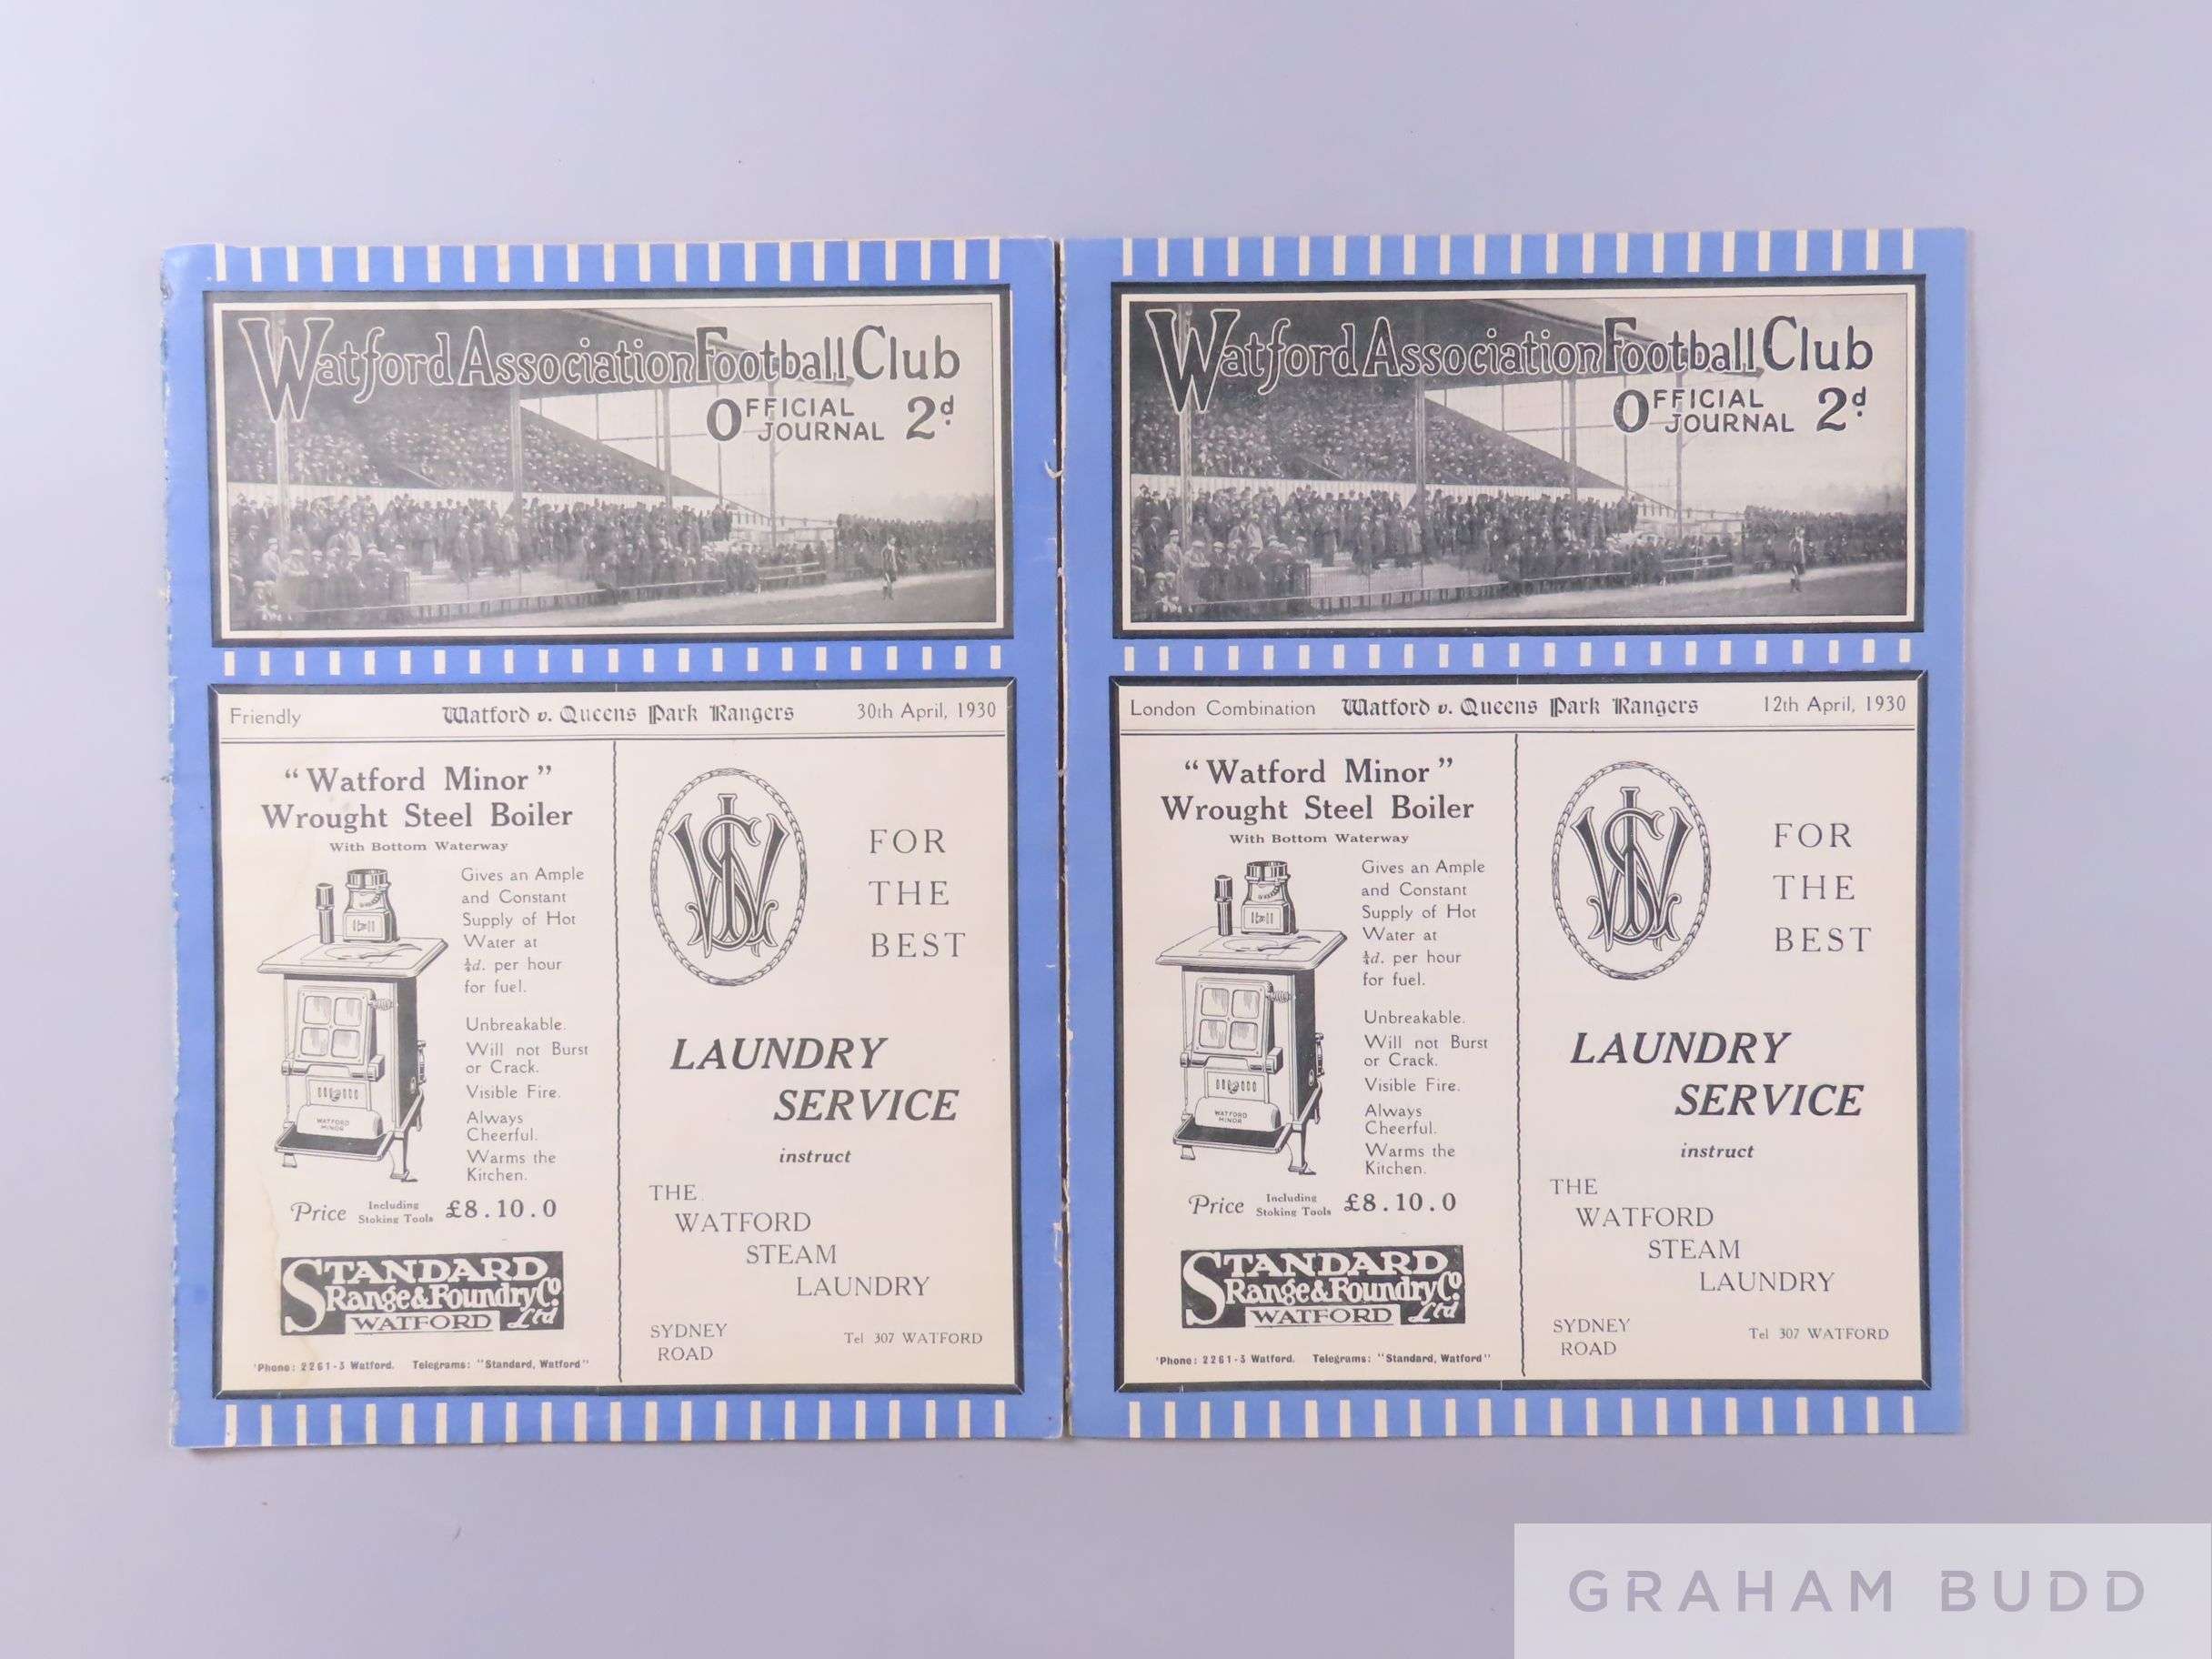 Watford Association Football Club
OFFICIAL JOURNAL 2d.
Friendly Watford v. Queens Park Rangers 30th April, 1930
"Watford Minor"
Wrought Steel Boiler
With Bottom Waterway
Gives an Ample
and Constant
Supply of Hot
Water at
¾d. per hour
for fuel.
Unbreakable.
Will not Burst
or Crack.
Visible Fire.
Always
Cheerful.
Warms the
Kitchen.
WATFORD
MINOR
Price Including Stoking Tools £8.10.0
STANDARD
Range & Foundry Co.
WATFORD Ltd
'Phone: 2261-3 Watford. Telegrams: "Standard, Watford"
WSL
FOR
THE
BEST
LAUNDRY
SERVICE
instruct
THE
WATFORD
STEAM
LAUNDRY
SYDNEY
ROAD
Tel 307 WATFORD
Watford Association Football Club
OFFICIAL JOURNAL 2d.
London Combination Watford v. Queens Park Rangers 12th April, 1930
"Watford Minor"
Wrought Steel Boiler
With Bottom Waterway
Gives an Ample
and Constant
Supply of Hot
Water at
¾d. per hour
for fuel.
Unbreakable.
Will not Burst
or Crack.
Visible Fire.
Always
Cheerful.
Warms the
Kitchen.
WATFORD
MINOR
Price Including Stoking Tools £8.10.0
STANDARD
Range & Foundry Co.
WATFORD Ltd
'Phone: 2261-3 Watford. Telegrams: "Standard, Watford"
WSL
FOR
THE
BEST
LAUNDRY
SERVICE
instruct
THE
WATFORD
STEAM
LAUNDRY
SYDNEY
ROAD
Tel 307 WATFORD
GRAHAM BUDD